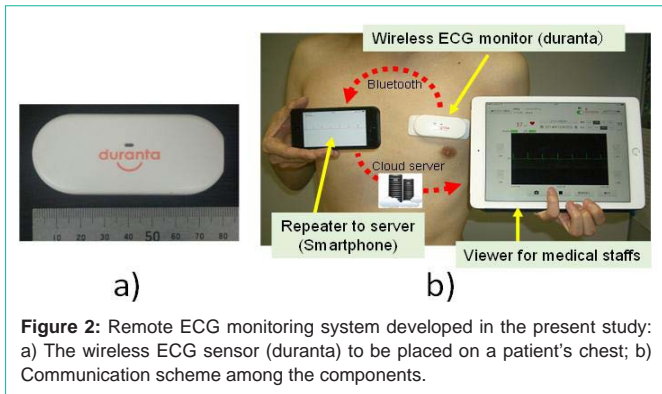 duranta
10 20 30 40 50 60 70 80
a)
Wireless ECG monitor (duranta)
Bluetooth
Cloud server
Repeater to server
(Smartphone)
Viewer for medical staffs
b)
Figure 2: Remote ECG monitoring system developed in the present study:
a) The wireless ECG sensor (duranta) to be placed on a patient's chest; b)
Communication scheme among the components.